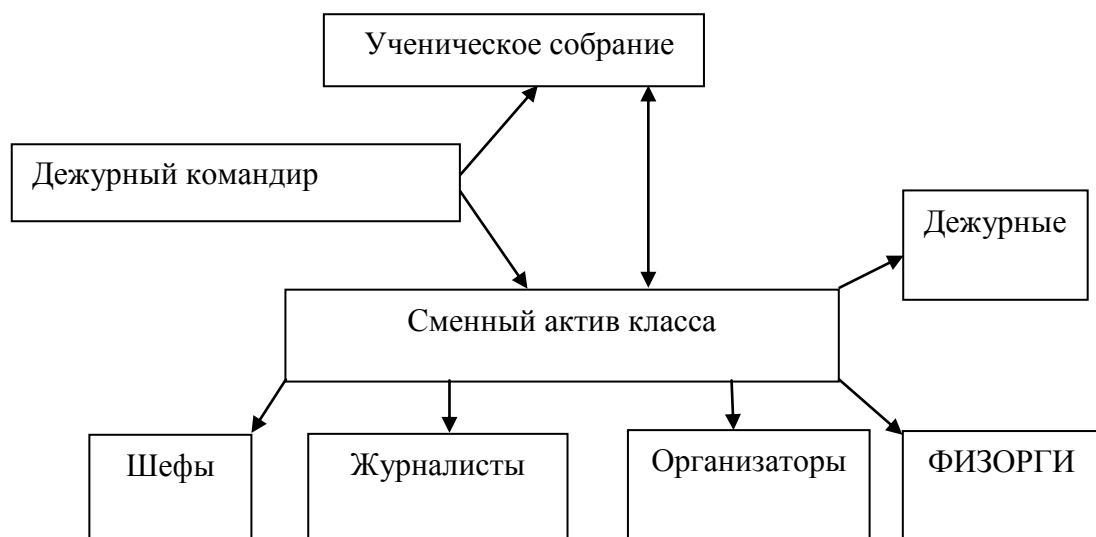 Ученическое собрание
Дежурный командир
Дежурные
Сменный актив класса
Шефы
Журналисты
Организаторы
ФИЗОРГИ